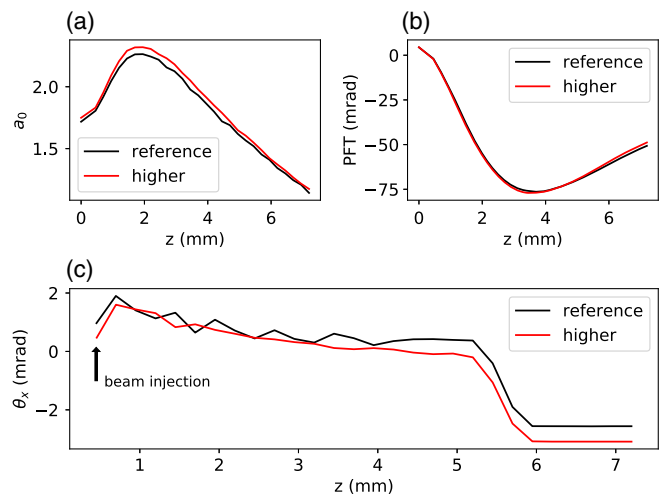 (a)
(b)
2.0
1.5
a₀
reference
higher
0 2 4 6
z (mm)
0
−25
−50
−75
PFT (mrad)
reference
higher
0 2 4 6
z (mm)
(c)
2
0
−2
θₓ (mrad)
beam injection
reference
higher
1 2 3 4 5 6 7
z (mm)